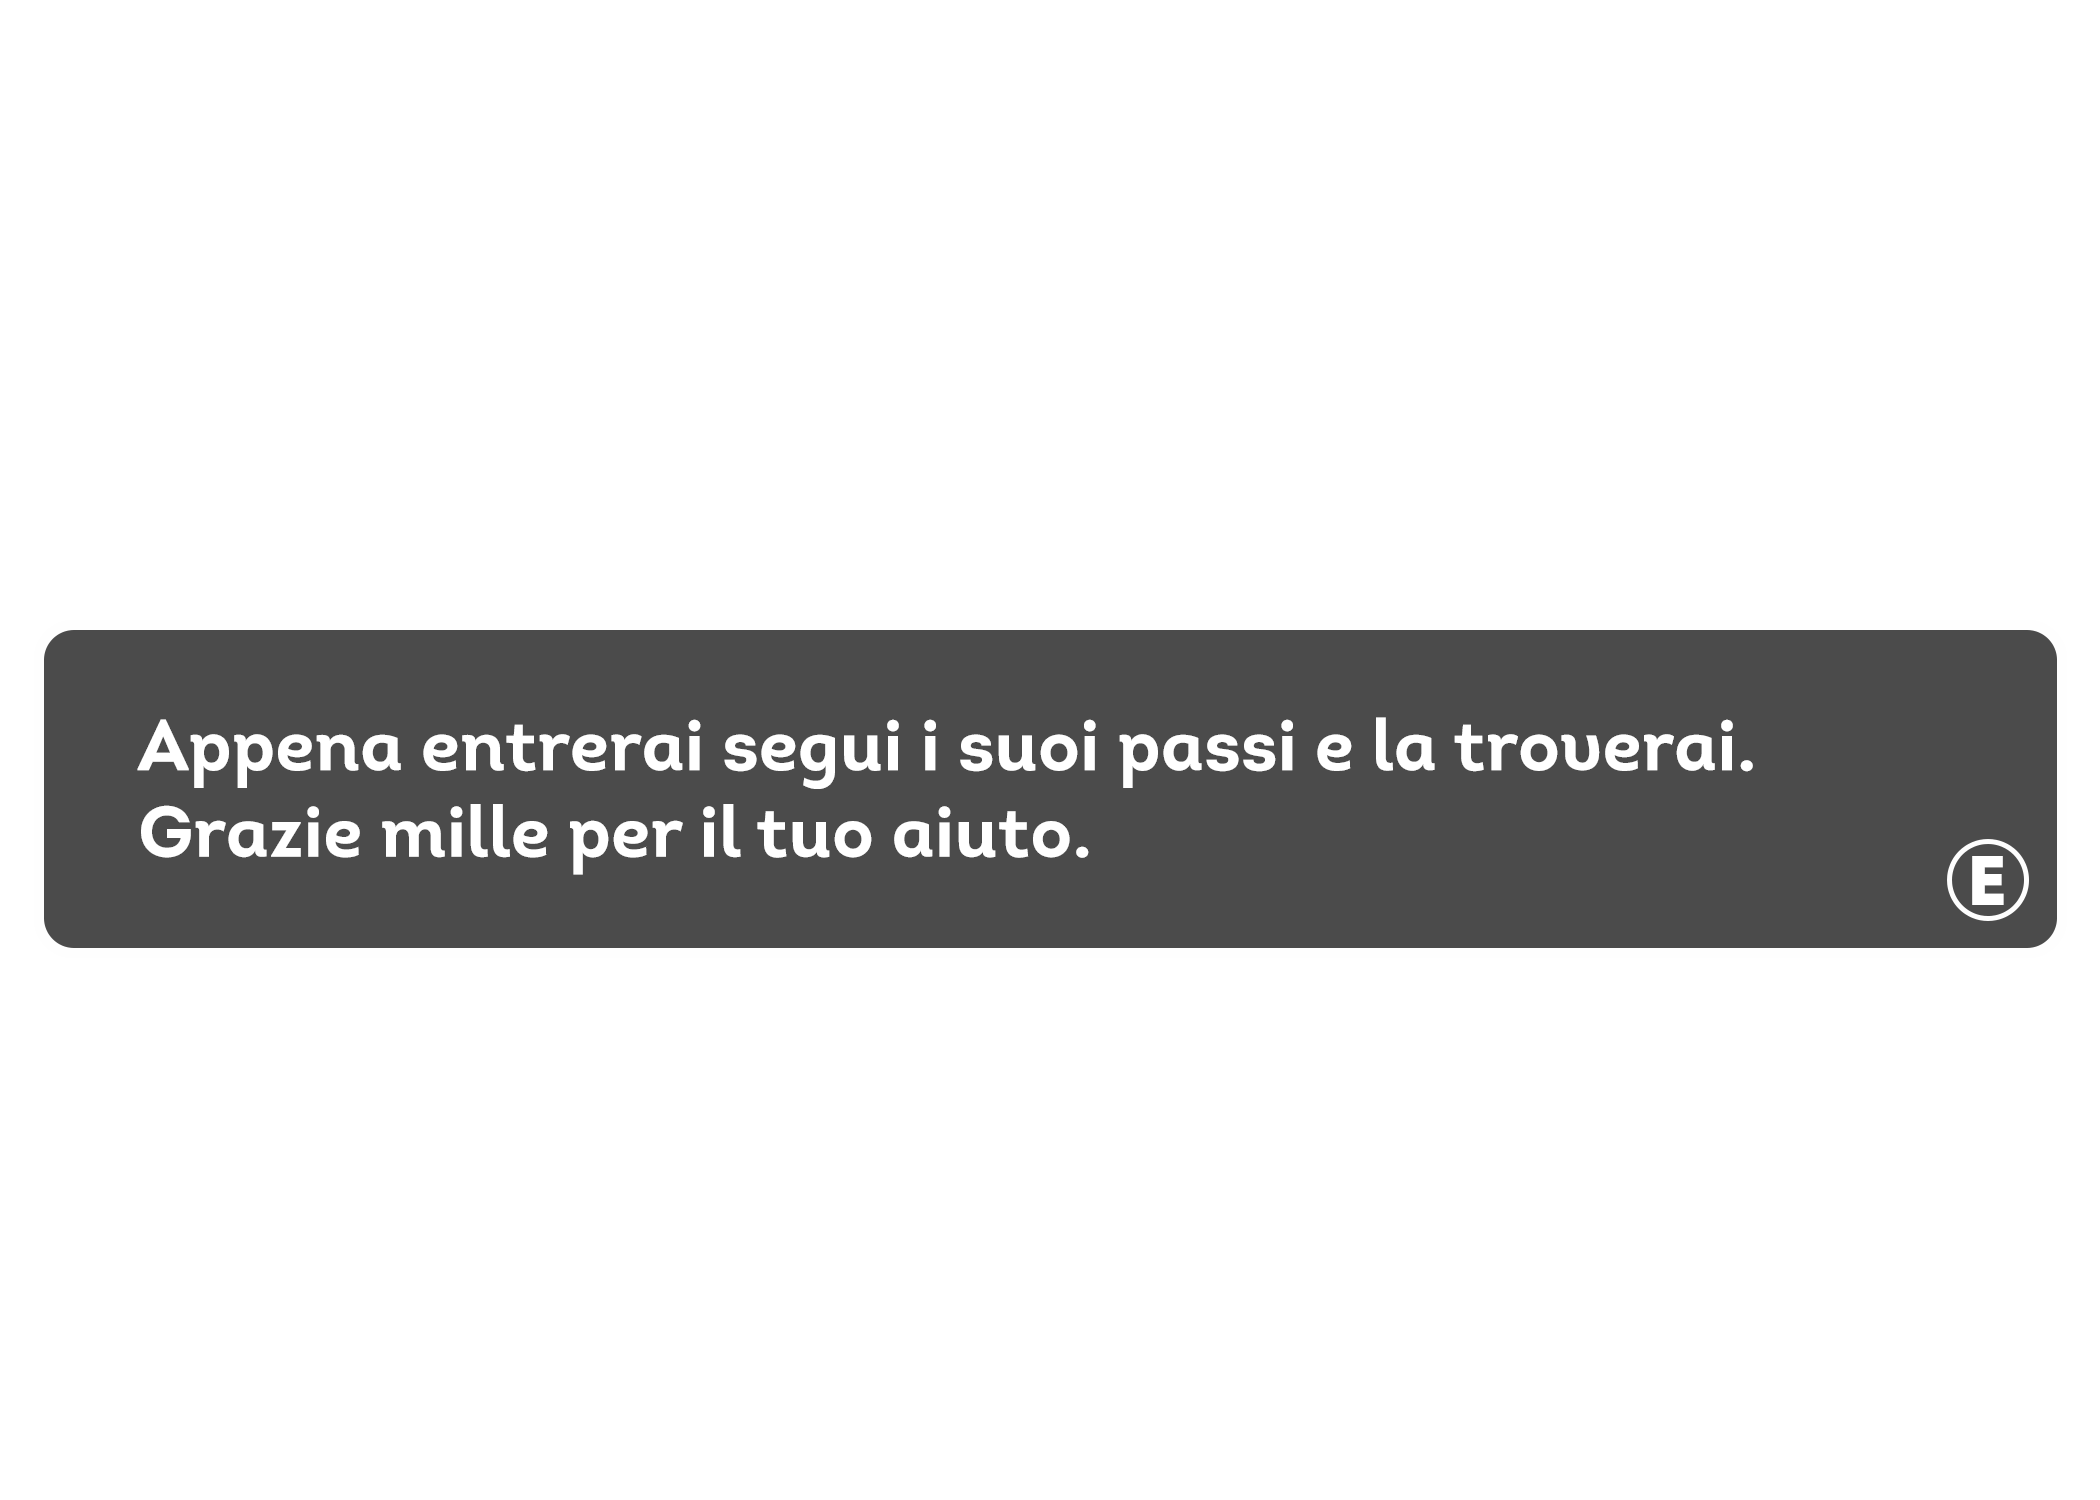 Appena entrerai segui i suoi passi e la troverai.
Grazie mille per il tuo aiuto.
E